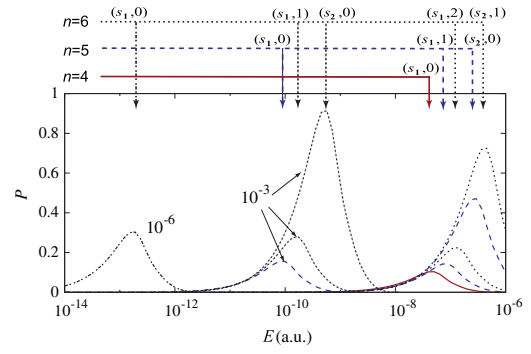 n=6 (s₁,0) (s₁,1) (s₂,0) (s₁,2) (s₂,1)
n=5 (s₁,0) (s₁,1) (s₂,0)
n=4 (s₁,0)
1
0.8
0.6
0.4
0.2
0
P
10⁻³
10⁻⁶
10⁻¹⁴ 10⁻¹² 10⁻¹⁰ 10⁻⁸ 10⁻⁶
E(a.u.)